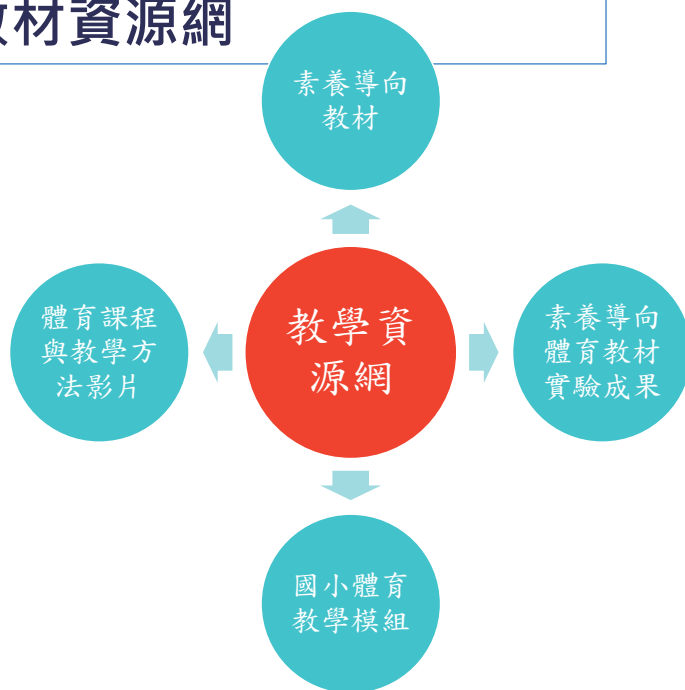 教材資源網
素養導向
教材
體育課程
與教學方
法影片
教學資
源網
素養導向
體育教材
實驗成果
國小體育
教學模組